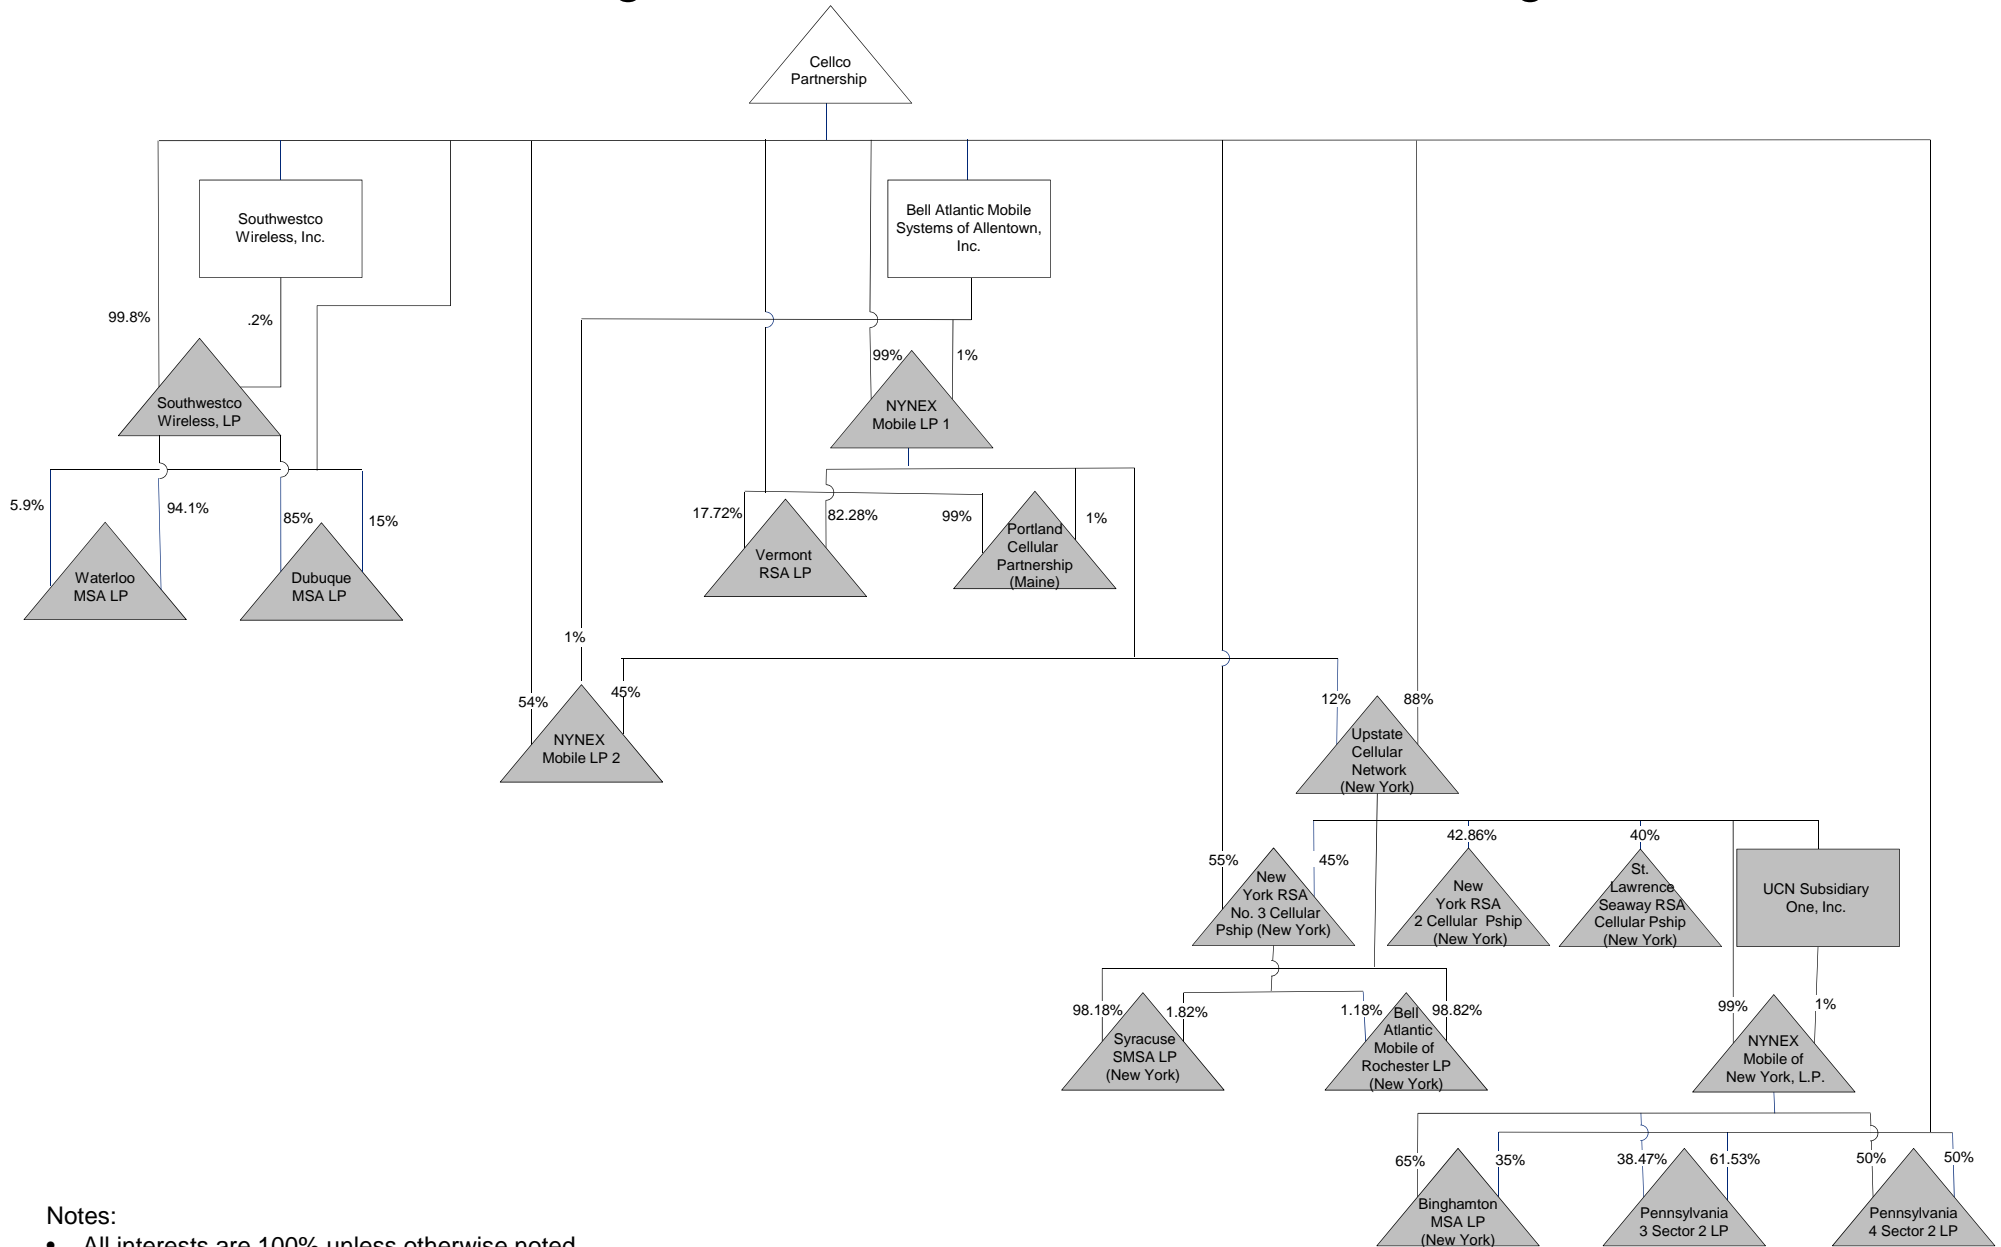 Cellco
Partnership
Southwestco
Wireless, Inc.
Bell Atlantic Mobile
Systems of Allentown,
Inc.
99.8%
.2%
99%
1%
Southwestco
Wireless, LP
NYNEX
Mobile LP 1
5.9%
94.1%
85%
15%
17.72%
82.28%
99%
1%
Waterloo
MSA LP
Dubuque
MSA LP
Vermont
RSA LP
Portland
Cellular
Partnership
(Maine)
1%
54%
45%
12%
88%
NYNEX
Mobile LP 2
Upstate
Cellular
Network
(New York)
55%
45%
42.86%
40%
New
York RSA
No. 3 Cellular
Pship (New York)
New
York RSA
2 Cellular Pship
(New York)
St.
Lawrence
Seaway RSA
Cellular Pship
(New York)
UCN Subsidiary
One, Inc.
98.18%
1.82%
1.18%
98.82%
99%
1%
Syracuse
SMSA LP
(New York)
Bell
Atlantic
Mobile of
Rochester LP
(New York)
NYNEX
Mobile of
New York, L.P.
65%
35%
38.47%
61.53%
50%
50%
Binghamton
MSA LP
(New York)
Pennsylvania
3 Sector 2 LP
Pennsylvania
4 Sector 2 LP
Notes:
• All interests are 100% unless otherwise noted